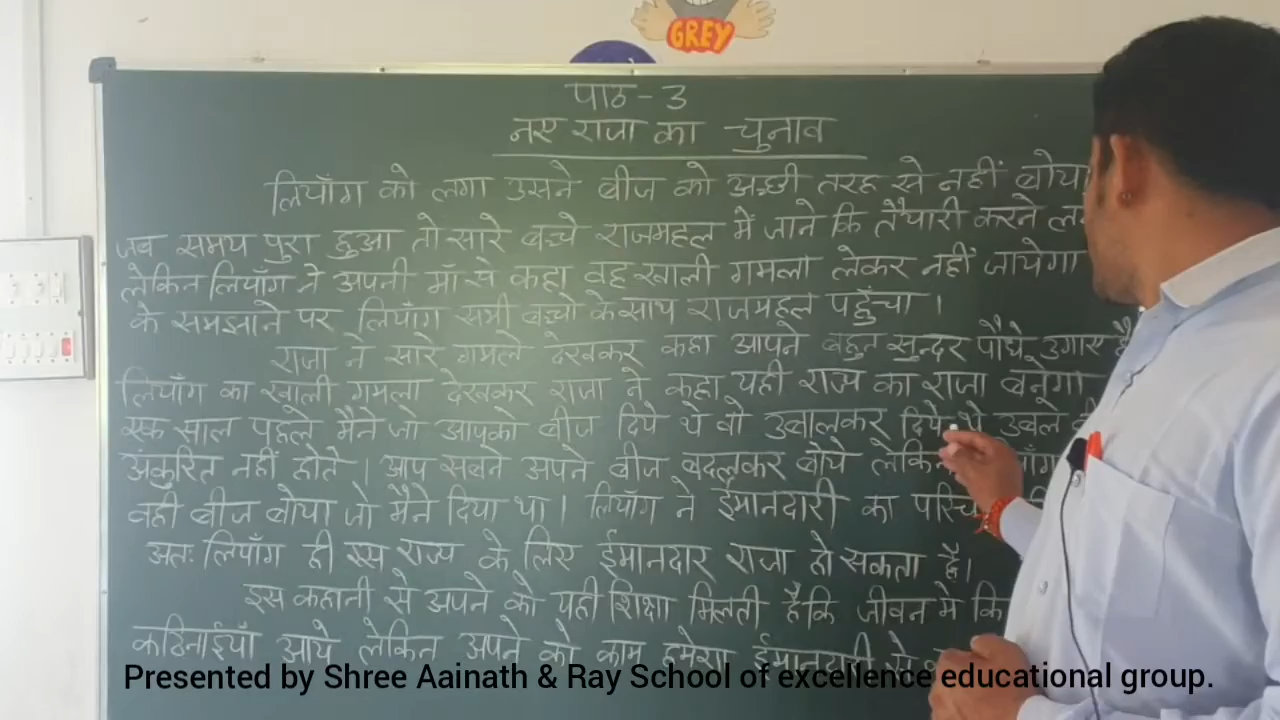 GREY
पाठ - 3
नए राजा का चुनाव
लियाँग को लगा उसने बीज को अच्छी तरह से नहीं बोया
जब समय पुरा हुआ तो सारे बच्चे राजमहल में जाने कि तैयारी करने
लेकिन लियाँग ने अपनी माँ से कहा वह खाली गमला लेकर नहीं जायेगा
के समझाने पर लियाँग सभी बच्चो के साथ राजमहल पहुँचा ।
राजा ने सारे गमले देखकर कहा आपने बहुत सुन्दर पौधे उगाए है
लियाँग का खाली गमला देखकर राजा ने कहा यही राज्य का राजा बनेगा
एक साल पहले मैने जो आपको बीज दिये थे वो उबालकर दिये थे उबले
अंकुरित नहीं होते । आप सबने अपने बीज बदलकर बौये
वही बीज बोया जो मैने दिया था । लियाँग ने ईमानदारी का
अतः लियाँग ही इस राज्य के लिए ईमानदार राजा हो सकता है।
इस कहानी से अपने को यही शिक्षा मिलती है कि जीवन मे
कठिनाईयाँ आये लेकिन अपने को काम हमेशा ईमानदारी से
Presented by Shree Aainath & Ray School of excellence educational group.